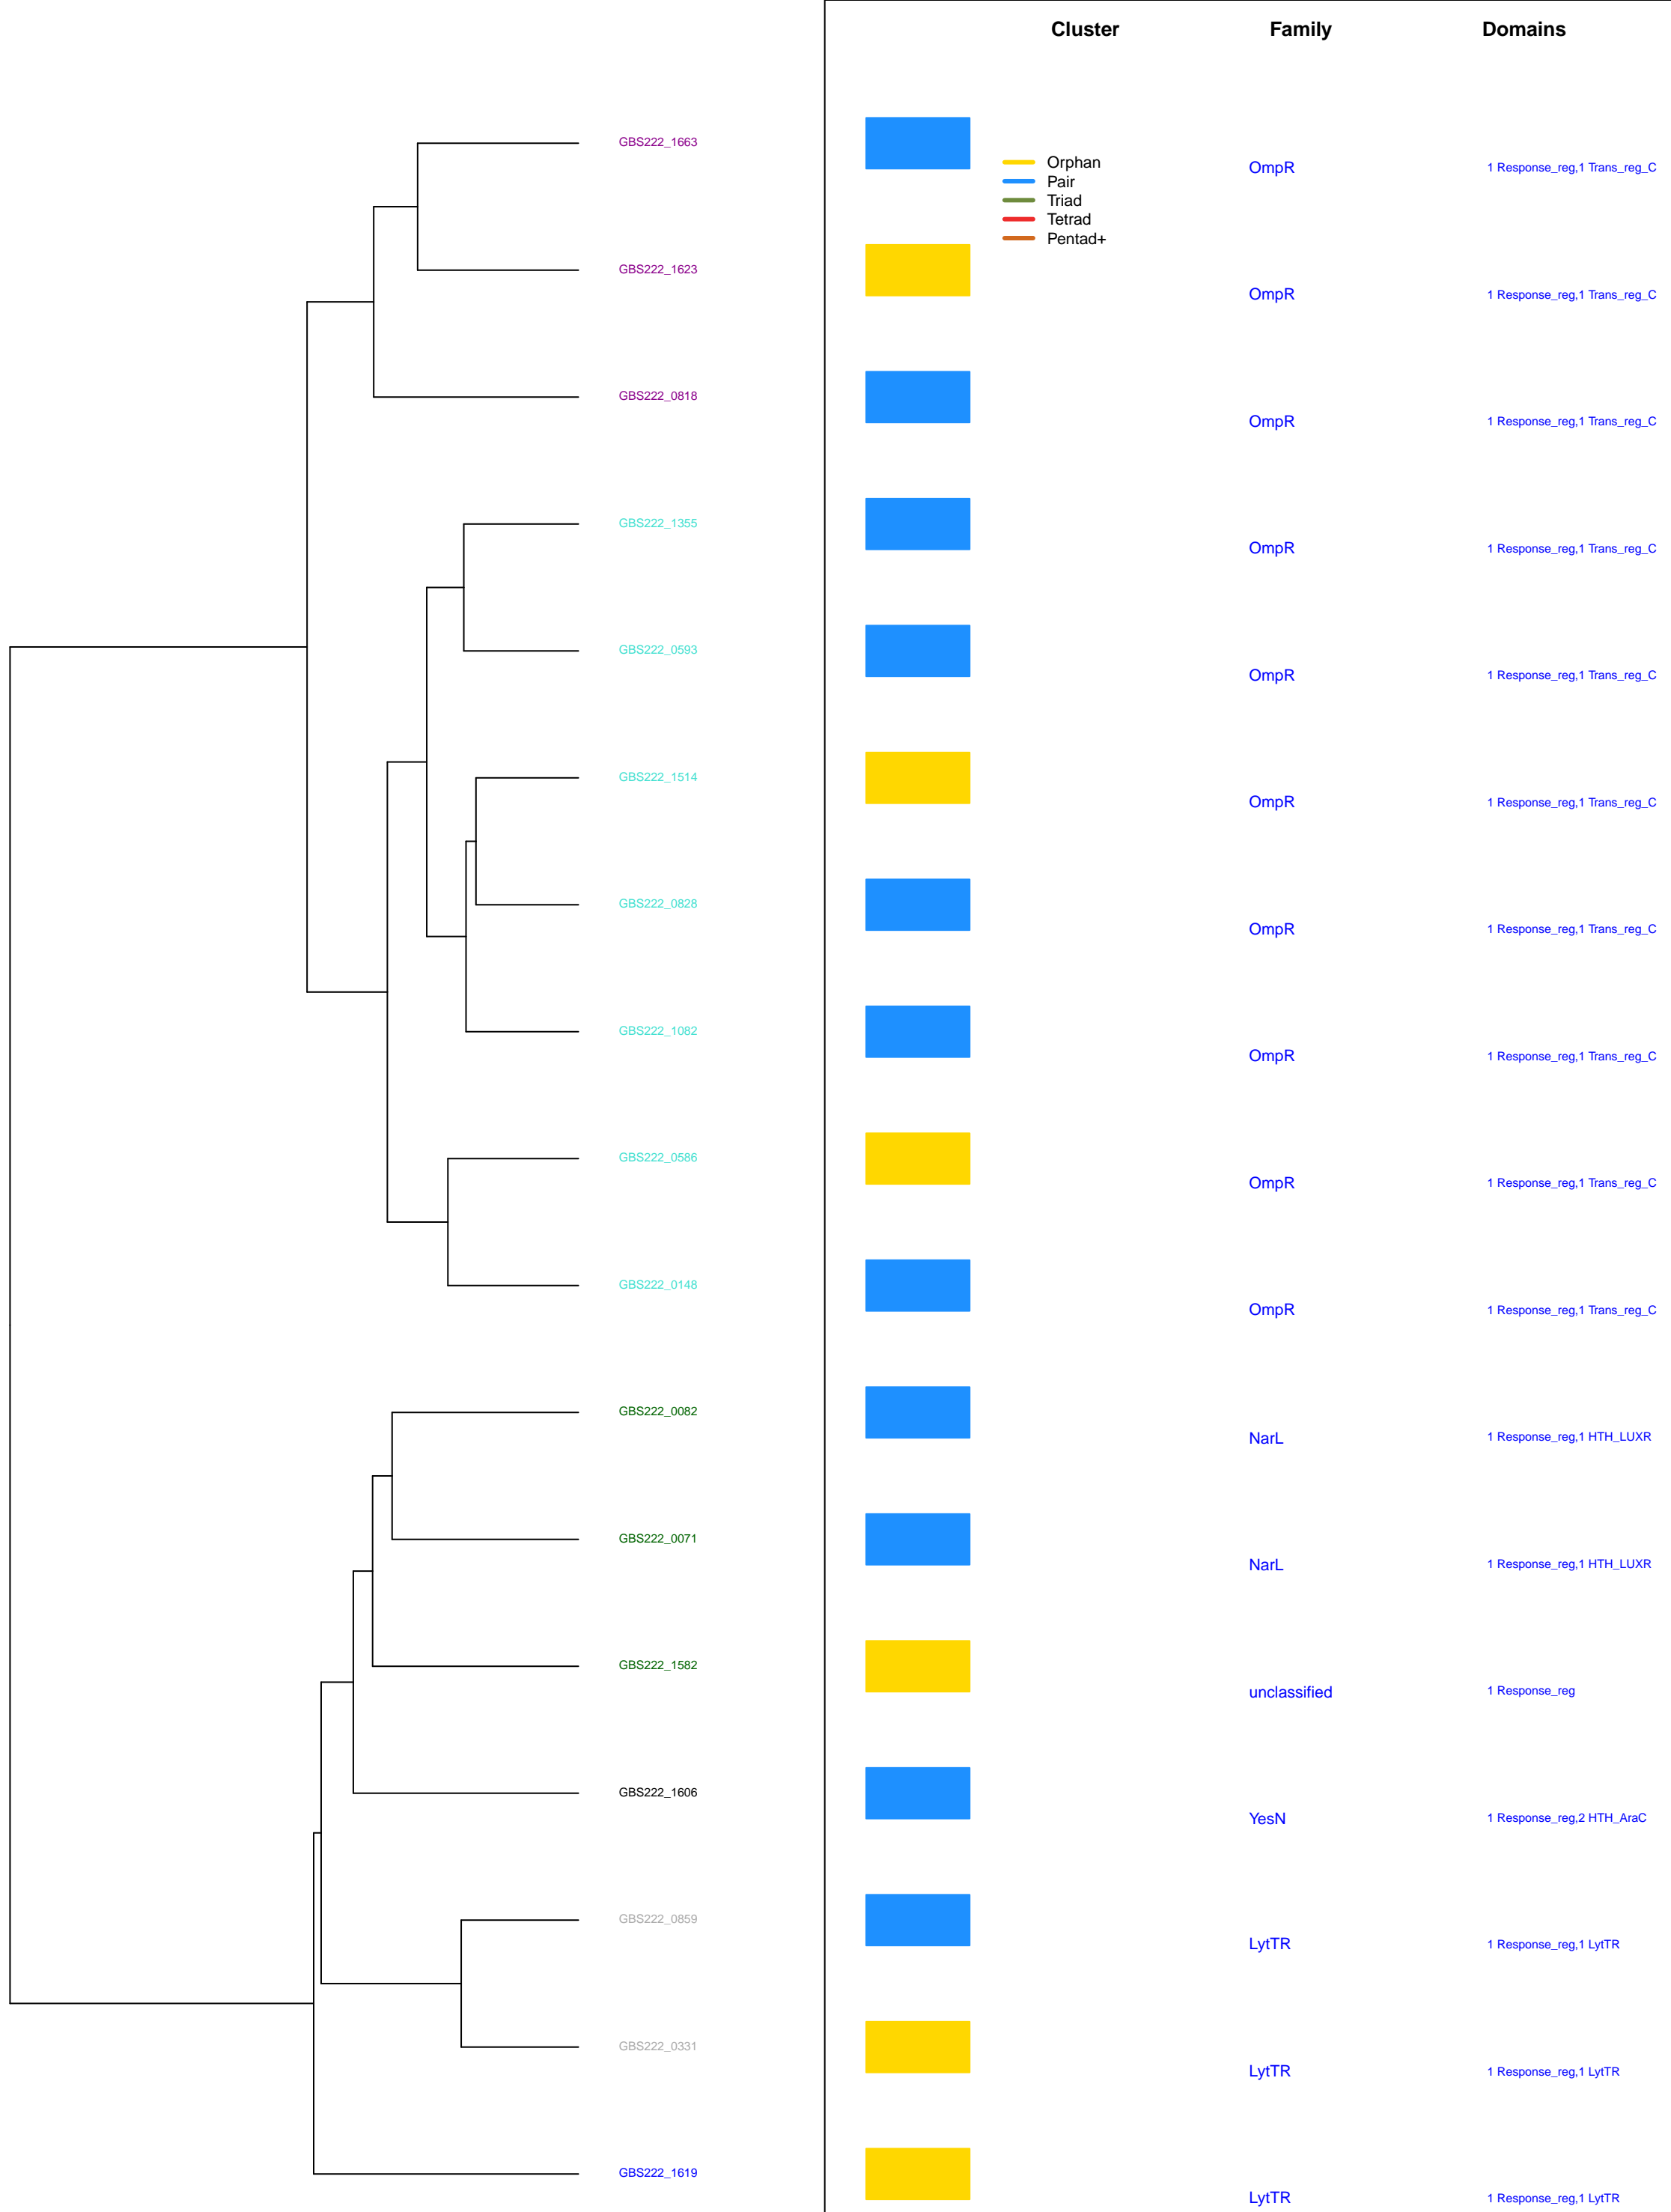 Cluster Family Domains
GBS222_1663
Orphan
Pair
Triad
Tetrad
Pentad+
OmpR 1 Response_reg,1 Trans_reg_C
GBS222_1623
OmpR 1 Response_reg,1 Trans_reg_C
GBS222_0818
OmpR 1 Response_reg,1 Trans_reg_C
GBS222_1355
OmpR 1 Response_reg,1 Trans_reg_C
GBS222_0593
OmpR 1 Response_reg,1 Trans_reg_C
GBS222_1514
OmpR 1 Response_reg,1 Trans_reg_C
GBS222_0828
OmpR 1 Response_reg,1 Trans_reg_C
GBS222_1082
OmpR 1 Response_reg,1 Trans_reg_C
GBS222_0586
OmpR 1 Response_reg,1 Trans_reg_C
GBS222_0148
OmpR 1 Response_reg,1 Trans_reg_C
GBS222_0082
NarL 1 Response_reg,1 HTH_LUXR
GBS222_0071
NarL 1 Response_reg,1 HTH_LUXR
GBS222_1582
unclassified 1 Response_reg
GBS222_1606
YesN 1 Response_reg,2 HTH_AraC
GBS222_0859
LytTR 1 Response_reg,1 LytTR
GBS222_0331
LytTR 1 Response_reg,1 LytTR
GBS222_1619
LytTR 1 Response_reg,1 LytTR